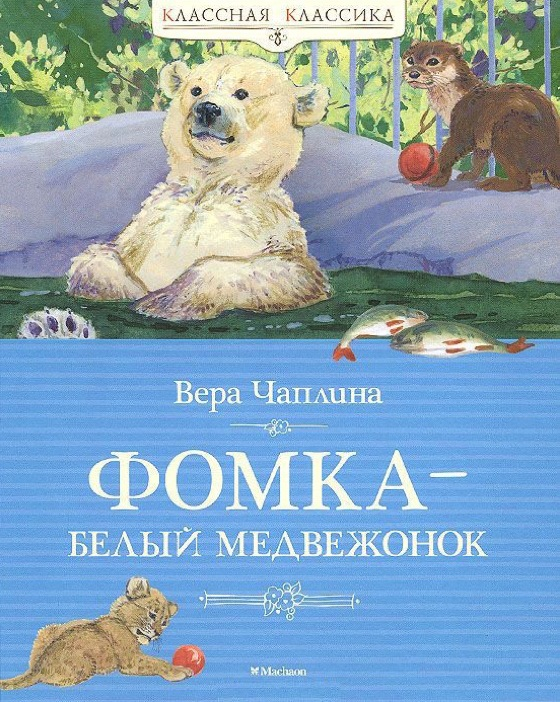 КЛАССНАЯ КЛАССИКА
Вера Чаплина
ФОМКА –
БЕЛЫЙ МЕДВЕЖОНОК
Machaon